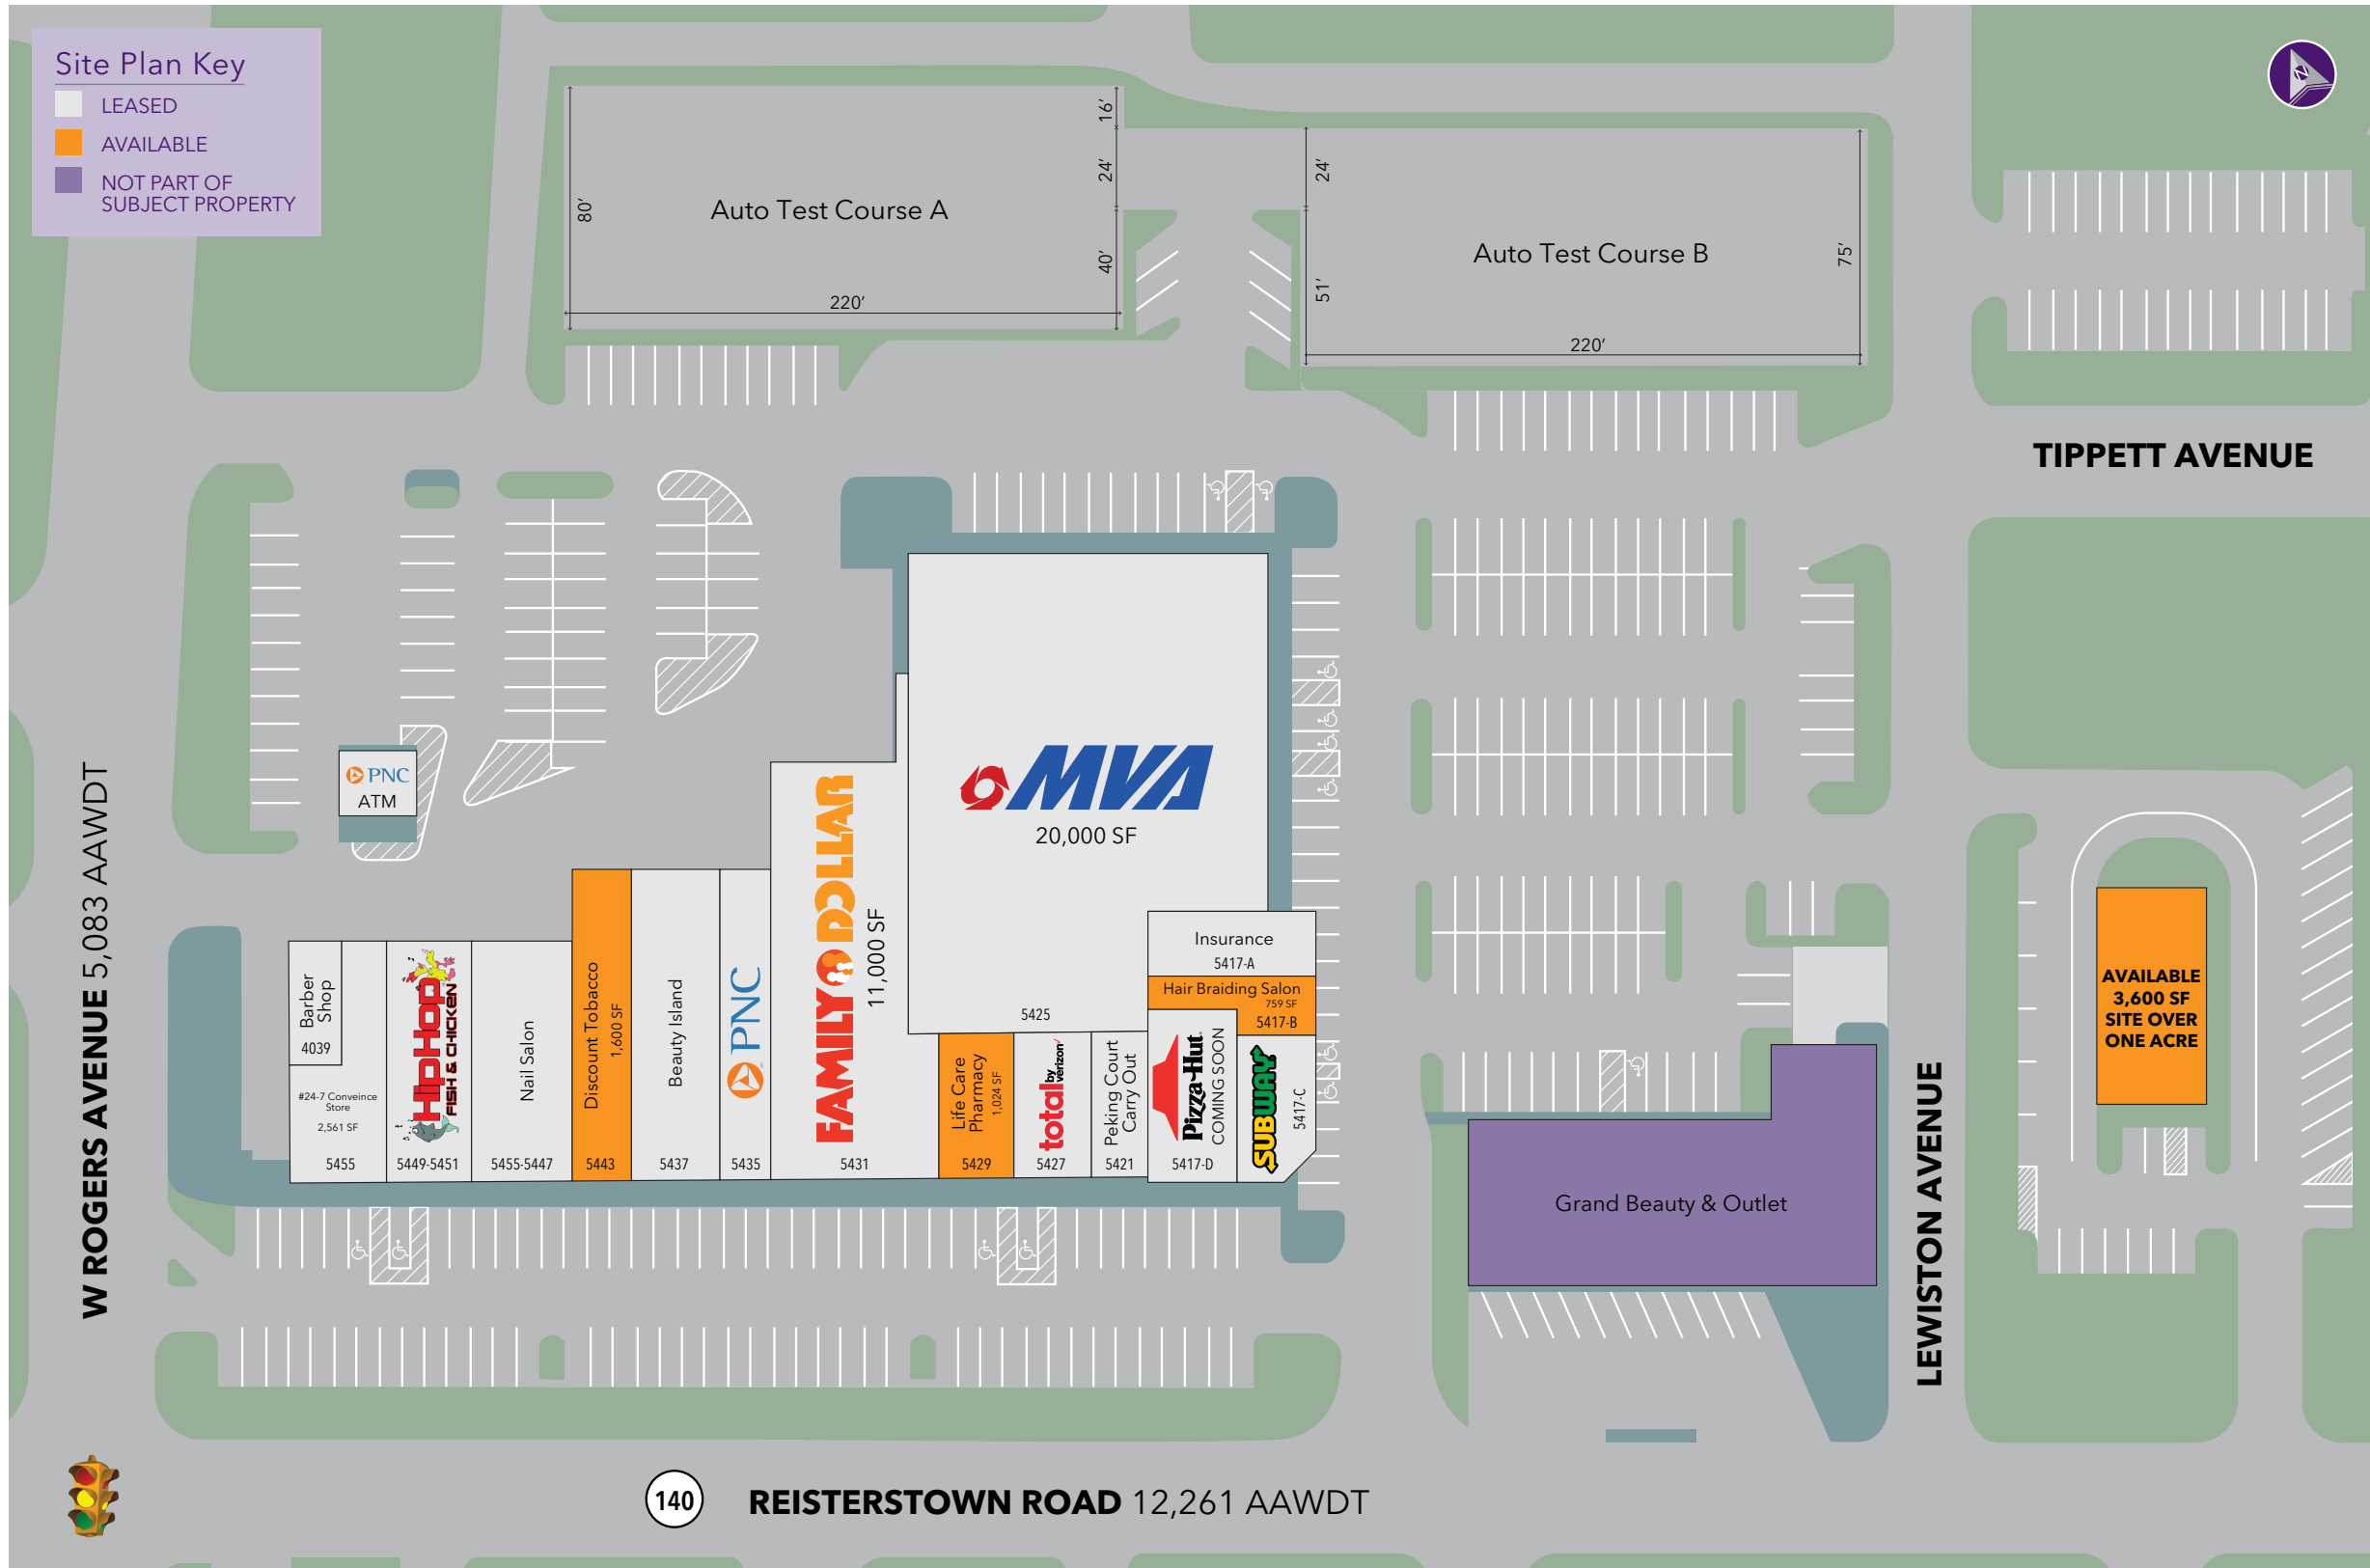 Site Plan Key
LEASED
AVAILABLE
NOT PART OF
SUBJECT PROPERTY
N
80’
Auto Test Course A
16’
24’
40’
220’
24’
51’
Auto Test Course B
75’
220’
TIPPETT AVENUE
PNC
ATM
W ROGERS AVENUE 5,083 AAWDT
MVA
20,000 SF
5425
Barber
Shop
4039
#24-7 Conveince
Store
2,561 SF
5455
HipHop
FISH & CHICKEN
5449-5451
Nail Salon
5455-5447
Discount Tobacco
1,600 SF
5443
Beauty Island
5437
PNC
5435
FAMILY DOLLAR
11,000 SF
5431
Life Care
Pharmacy
1,024 SF
5429
total by
verizon
5427
Peking Court
Carry Out
5421
Insurance
5417-A
Hair Braiding Salon
759 SF
5417-B
Pizza Hut
COMING SOON
5417-D
SUBWAY
5417-C
Grand Beauty & Outlet
LEWISTON AVENUE
AVAILABLE
3,600 SF
SITE OVER
ONE ACRE
140 REISTERSTOWN ROAD 12,261 AAWDT